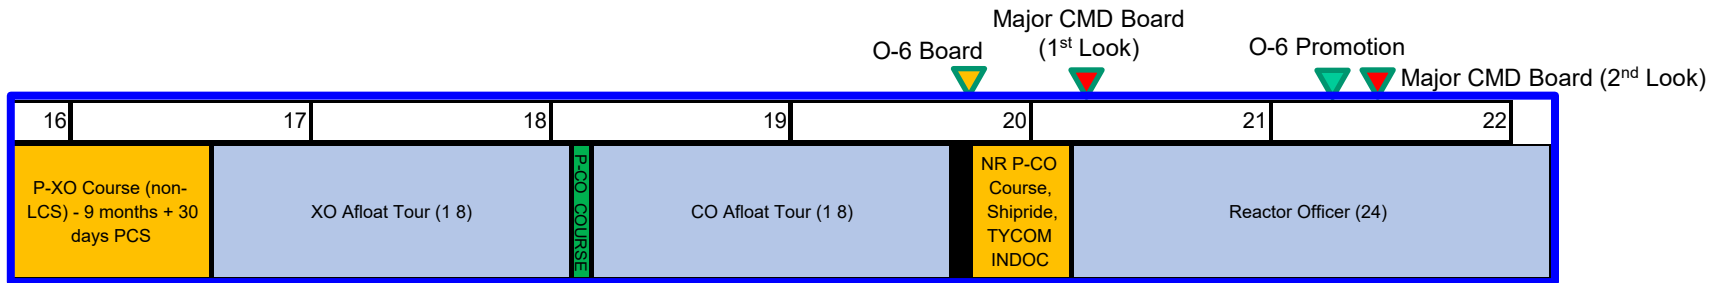 Major CMD Board
(1st Look)
O-6 Board
O-6 Promotion
Major CMD Board (2nd Look)
16
17
18
19
20
21
22
P-XO Course (non-
LCS) - 9 months + 30
days PCS
XO Afloat Tour (1 8)
P-CO COURSE
CO Afloat Tour (1 8)
NR P-CO
Course,
Shipride,
TYCOM
INDOC
Reactor Officer (24)